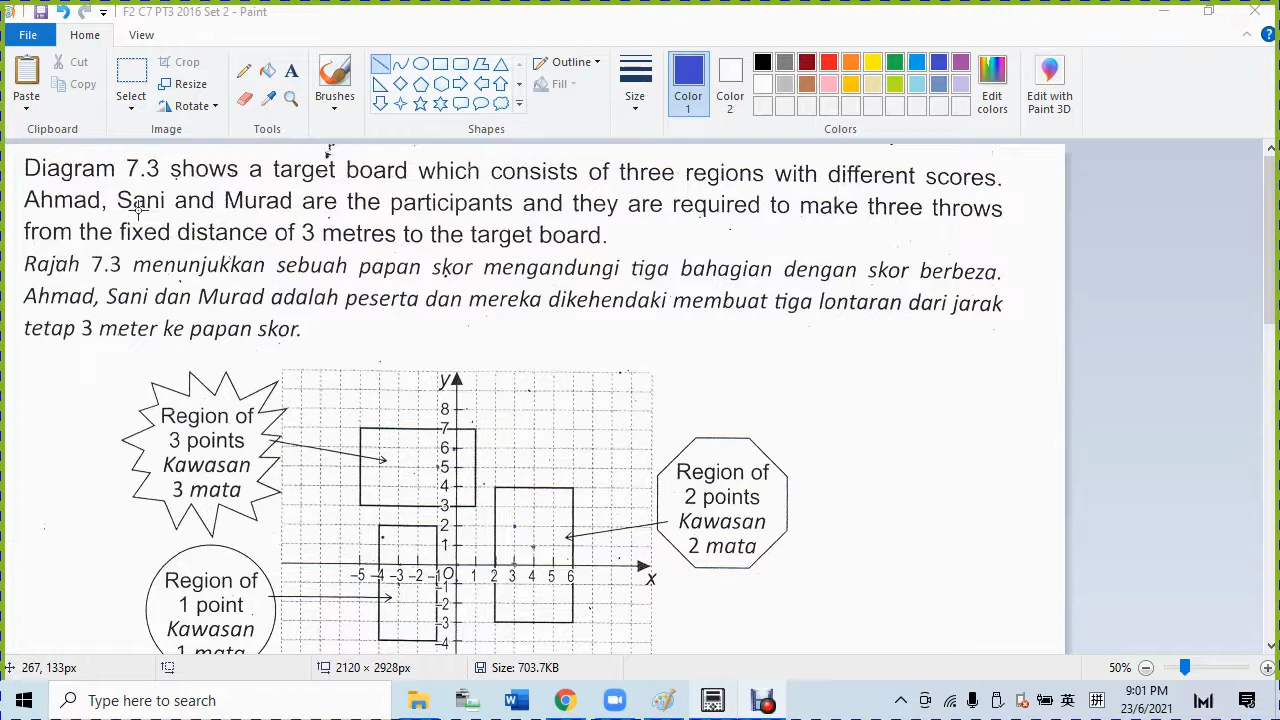 F2 C7 PT3 2016 Set 2 - Paint
File
Home
View
Paste
Cut
Copy
Clipboard
Select
Crop
Resize
Rotate
Image
A
Tools
Brushes
Outline
Fill
Shapes
Size
Color 1
Color 2
Edit colors
Colors
Edit with Paint 3D
Diagram 7.3 shows a target board which consists of three regions with different scores.
Ahmad, Sani and Murad are the participants and they are required to make three throws
from the fixed distance of 3 metres to the target board.
Rajah 7.3 menunjukkan sebuah papan skor mengandungi tiga bahagian dengan skor berbeza.
Ahmad, Sani dan Murad adalah peserta dan mereka dikehendaki membuat tiga lontaran dari jarak
tetap 3 meter ke papan skor.
Region of
3 points
Kawasan
3 mata
Region of
2 points
Kawasan
2 mata
Region of
1 point
Kawasan
1 mata
y
8
7
6
5
4
3
2
1
–5 –4 –3 –2 –1 O 1 2 3 4 5 6
x
–1
–2
–3
–4
267, 133px
2120 × 2928px
Size: 703.7KB
50%
Type here to search
英
拼
9:01 PM
23/6/2021